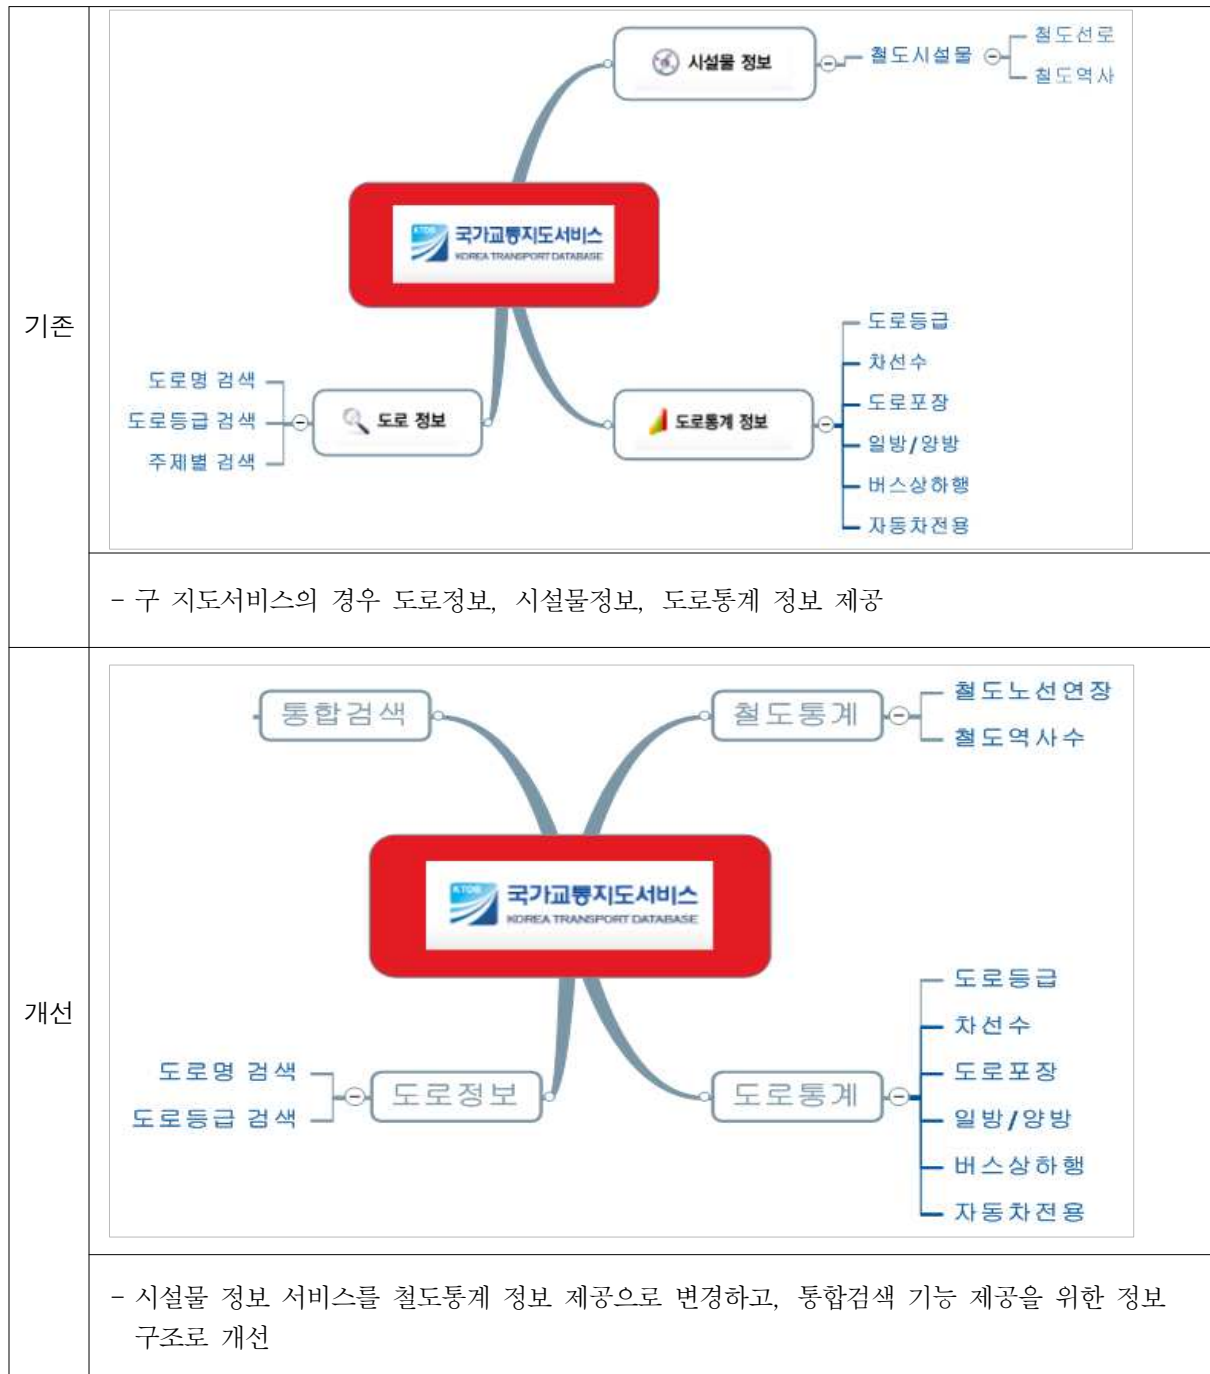 기존
시설물 정보
철도시설물
철도선로
철도역사
KTDB
국가교통지도서비스
KOREA TRANSPORT DATABASE
도로명 검색
도로등급 검색
주제별 검색
도로 정보
도로통계 정보
도로등급
차선수
도로포장
일방/양방
버스상하행
자동차전용
- 구 지도서비스의 경우 도로정보, 시설물정보, 도로통계 정보 제공
개선
통합검색
철도통계
철도노선연장
철도역사수
KTDB
국가교통지도서비스
KOREA TRANSPORT DATABASE
도로명 검색
도로등급 검색
도로정보
도로통계
도로등급
차선수
도로포장
일방/양방
버스상하행
자동차전용
- 시설물 정보 서비스를 철도통계 정보 제공으로 변경하고, 통합검색 기능 제공을 위한 정보
구조로 개선